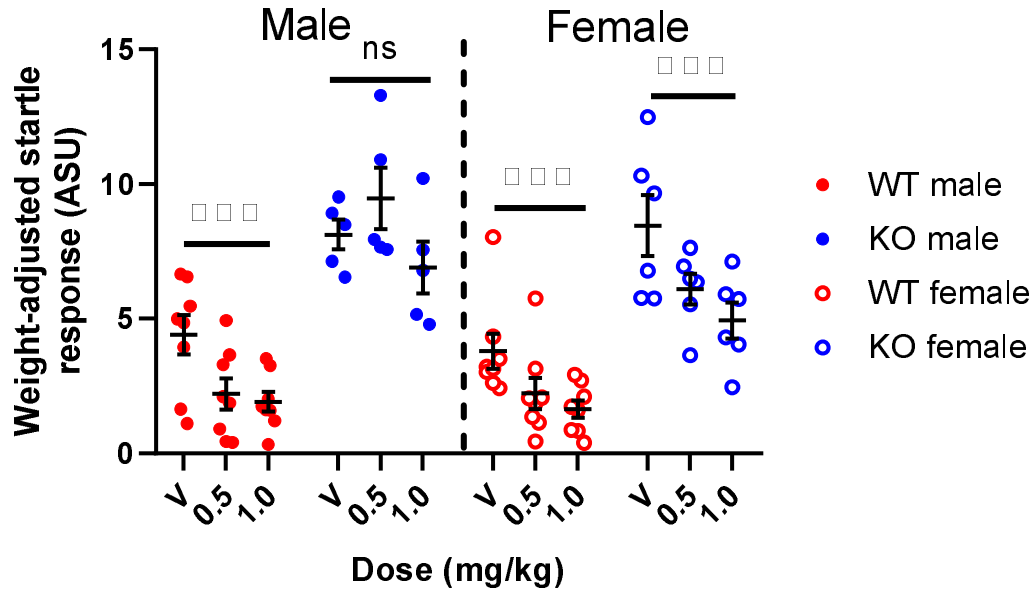 Male
Female
ns
□ □ □
□ □ □
□ □ □
Weight-adjusted startle
response (ASU)
15
10
5
0
V
0.5
1.0
V
0.5
1.0
V
0.5
1.0
V
0.5
1.0
Dose (mg/kg)
WT male
KO male
WT female
KO female